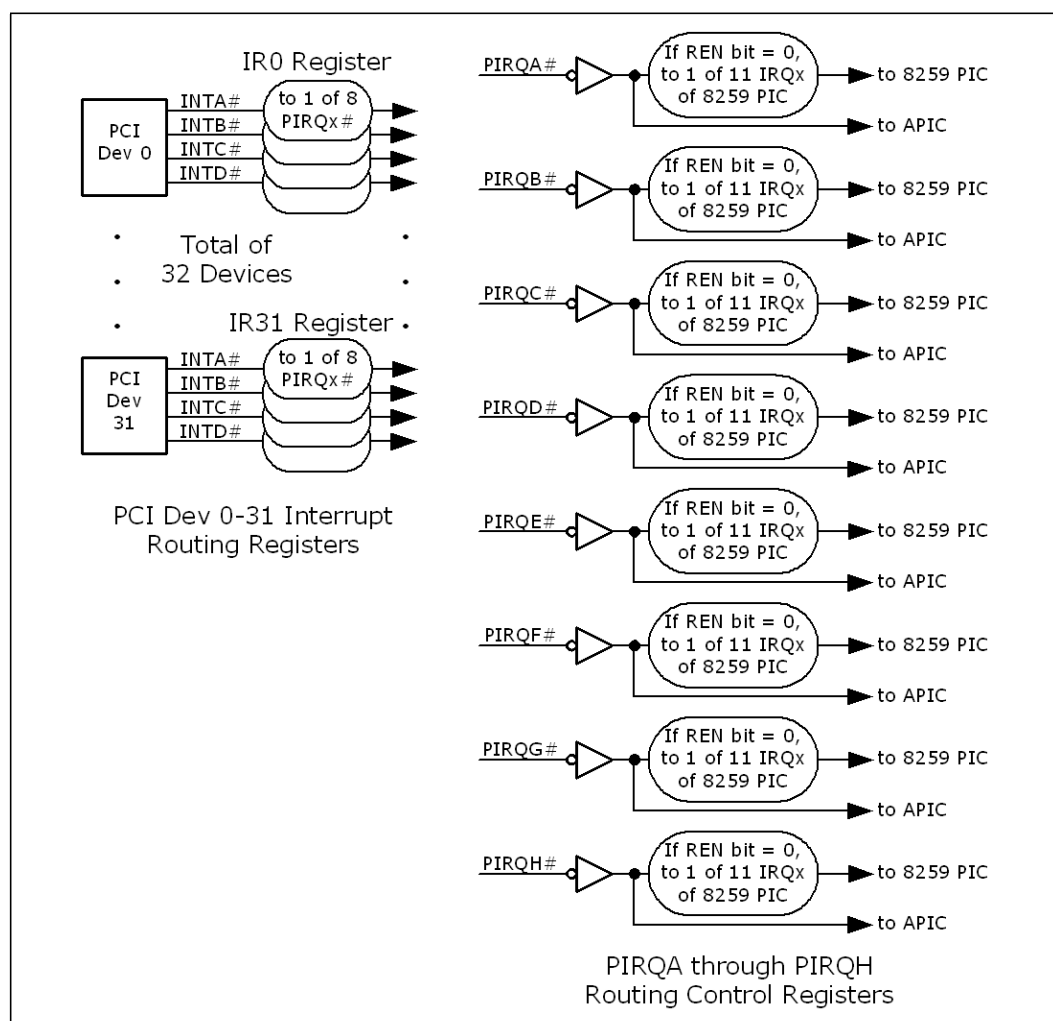 IR0 Register
PCI
Dev 0
INTA#
INTB#
INTC#
INTD#
to 1 of 8
PIRQx#
Total of
32 Devices
IR31 Register
PCI
Dev
31
INTA#
INTB#
INTC#
INTD#
to 1 of 8
PIRQx#
PCI Dev 0-31 Interrupt
Routing Registers
PIRQA#
If REN bit = 0,
to 1 of 11 IRQx
of 8259 PIC
to 8259 PIC
to APIC
PIRQB#
If REN bit = 0,
to 1 of 11 IRQx
of 8259 PIC
to 8259 PIC
to APIC
PIRQC#
If REN bit = 0,
to 1 of 11 IRQx
of 8259 PIC
to 8259 PIC
to APIC
PIRQD#
If REN bit = 0,
to 1 of 11 IRQx
of 8259 PIC
to 8259 PIC
to APIC
PIRQE#
If REN bit = 0,
to 1 of 11 IRQx
of 8259 PIC
to 8259 PIC
to APIC
PIRQF#
If REN bit = 0,
to 1 of 11 IRQx
of 8259 PIC
to 8259 PIC
to APIC
PIRQG#
If REN bit = 0,
to 1 of 11 IRQx
of 8259 PIC
to 8259 PIC
to APIC
PIRQH#
If REN bit = 0,
to 1 of 11 IRQx
of 8259 PIC
to 8259 PIC
to APIC
PIRQA through PIRQH
Routing Control Registers